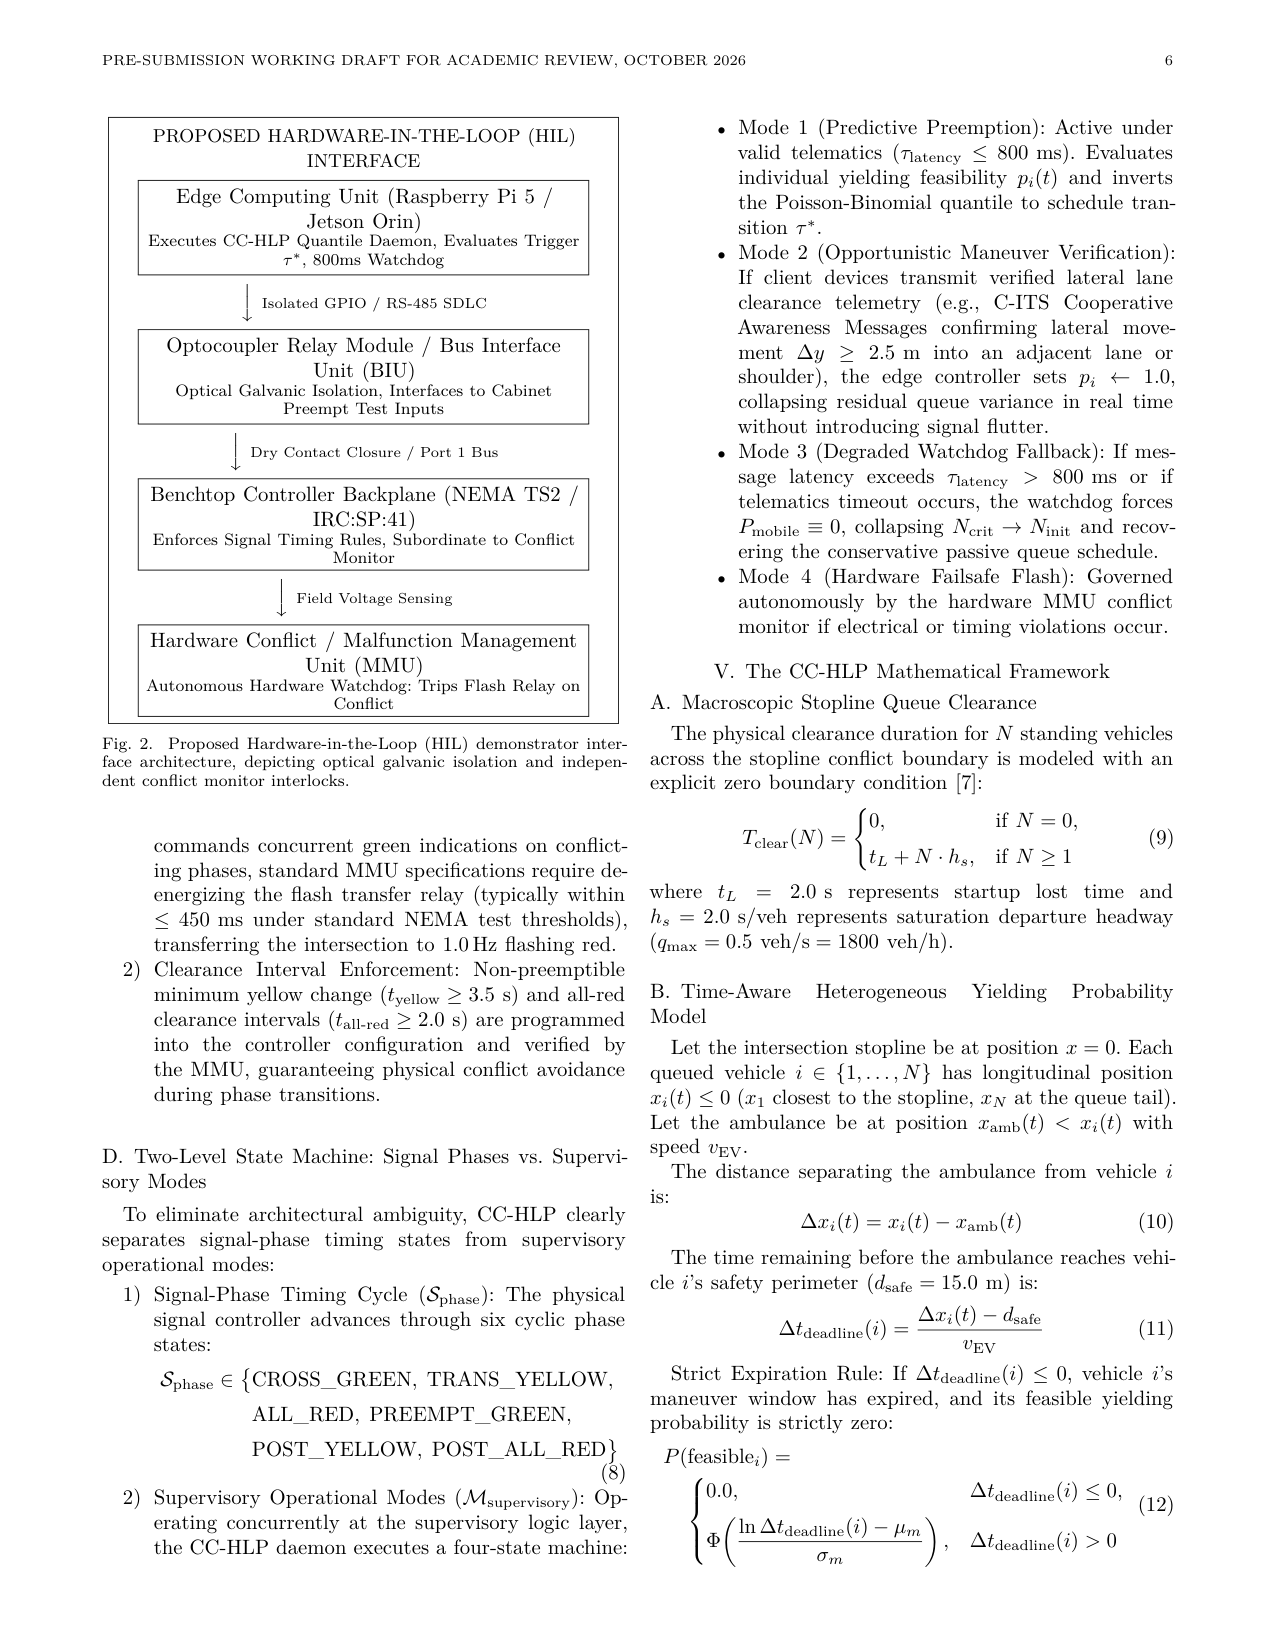 PRE-SUBMISSION WORKING DRAFT FOR ACADEMIC REVIEW, OCTOBER 2026
6
PROPOSED HARDWARE-IN-THE-LOOP (HIL)
INTERFACE
Edge Computing Unit (Raspberry Pi 5 /
Jetson Orin)
Executes CC-HLP Quantile Daemon, Evaluates Trigger
τ*, 800ms Watchdog
Isolated GPIO / RS-485 SDLC
Optocoupler Relay Module / Bus Interface
Unit (BIU)
Optical Galvanic Isolation, Interfaces to Cabinet
Preempt Test Inputs
Dry Contact Closure / Port 1 Bus
Benchtop Controller Backplane (NEMA TS2 /
IRC:SP:41)
Enforces Signal Timing Rules, Subordinate to Conflict
Monitor
Field Voltage Sensing
Hardware Conflict / Malfunction Management
Unit (MMU)
Autonomous Hardware Watchdog: Trips Flash Relay on
Conflict
Fig. 2. Proposed Hardware-in-the-Loop (HIL) demonstrator inter-
face architecture, depicting optical galvanic isolation and indepen-
dent conflict monitor interlocks.
commands concurrent green indications on conflict-
ing phases, standard MMU specifications require de-
energizing the flash transfer relay (typically within
≤ 450 ms under standard NEMA test thresholds),
transferring the intersection to 1.0 Hz flashing red.
2) Clearance Interval Enforcement: Non-preemptible
minimum yellow change (t_yellow ≥ 3.5 s) and all-red
clearance intervals (t_all-red ≥ 2.0 s) are programmed
into the controller configuration and verified by
the MMU, guaranteeing physical conflict avoidance
during phase transitions.
D. Two-Level State Machine: Signal Phases vs. Supervi-
sory Modes
To eliminate architectural ambiguity, CC-HLP clearly
separates signal-phase timing states from supervisory
operational modes:
1) Signal-Phase Timing Cycle (𝒮_phase): The physical
signal controller advances through six cyclic phase
states:
𝒮_phase ∈ {CROSS_GREEN, TRANS_YELLOW,
ALL_RED, PREEMPT_GREEN,
POST_YELLOW, POST_ALL_RED}
(8)
2) Supervisory Operational Modes (ℳ_supervisory): Op-
erating concurrently at the supervisory logic layer,
the CC-HLP daemon executes a four-state machine:
• Mode 1 (Predictive Preemption): Active under
valid telematics (τ_latency ≤ 800 ms). Evaluates
individual yielding feasibility p_i(t) and inverts
the Poisson-Binomial quantile to schedule tran-
sition τ*.
• Mode 2 (Opportunistic Maneuver Verification):
If client devices transmit verified lateral lane
clearance telemetry (e.g., C-ITS Cooperative
Awareness Messages confirming lateral move-
ment Δy ≥ 2.5 m into an adjacent lane or
shoulder), the edge controller sets p_i ← 1.0,
collapsing residual queue variance in real time
without introducing signal flutter.
• Mode 3 (Degraded Watchdog Fallback): If mes-
sage latency exceeds τ_latency > 800 ms or if
telematics timeout occurs, the watchdog forces
P_mobile ≡ 0, collapsing N_crit → N_init and recov-
ering the conservative passive queue schedule.
• Mode 4 (Hardware Failsafe Flash): Governed
autonomously by the hardware MMU conflict
monitor if electrical or timing violations occur.
V. The CC-HLP Mathematical Framework
A. Macroscopic Stopline Queue Clearance
The physical clearance duration for N standing vehicles
across the stopline conflict boundary is modeled with an
explicit zero boundary condition [7]:
T_clear(N) = { 0, if N = 0,
t_L + N · h_s, if N ≥ 1 (9)
where t_L = 2.0 s represents startup lost time and
h_s = 2.0 s/veh represents saturation departure headway
(q_max = 0.5 veh/s = 1800 veh/h).
B. Time-Aware Heterogeneous Yielding Probability
Model
Let the intersection stopline be at position x = 0. Each
queued vehicle i ∈ {1, . . . , N} has longitudinal position
x_i(t) ≤ 0 (x_1 closest to the stopline, x_N at the queue tail).
Let the ambulance be at position x_amb(t) < x_i(t) with
speed v_EV.
The distance separating the ambulance from vehicle i
is:
Δx_i(t) = x_i(t) − x_amb(t) (10)
The time remaining before the ambulance reaches vehi-
cle i's safety perimeter (d_safe = 15.0 m) is:
Δt_deadline(i) = (Δx_i(t) − d_safe) / v_EV (11)
Strict Expiration Rule: If Δt_deadline(i) ≤ 0, vehicle i's
maneuver window has expired, and its feasible yielding
probability is strictly zero:
P(feasible_i) =
{ 0.0, Δt_deadline(i) ≤ 0,
Φ( (ln Δt_deadline(i) − μ_m) / σ_m ), Δt_deadline(i) > 0 (12)